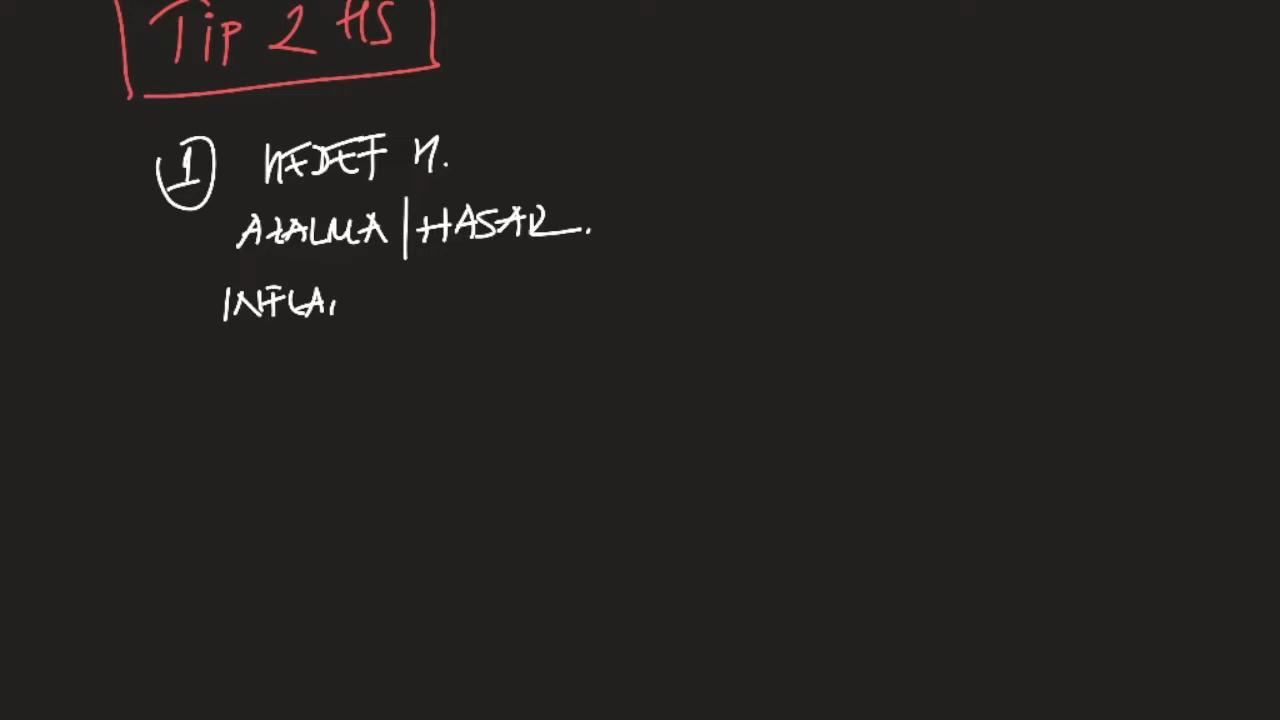 Tip 2 HS
① HEDEF H.
AZALMA | HASAR.
INFLA